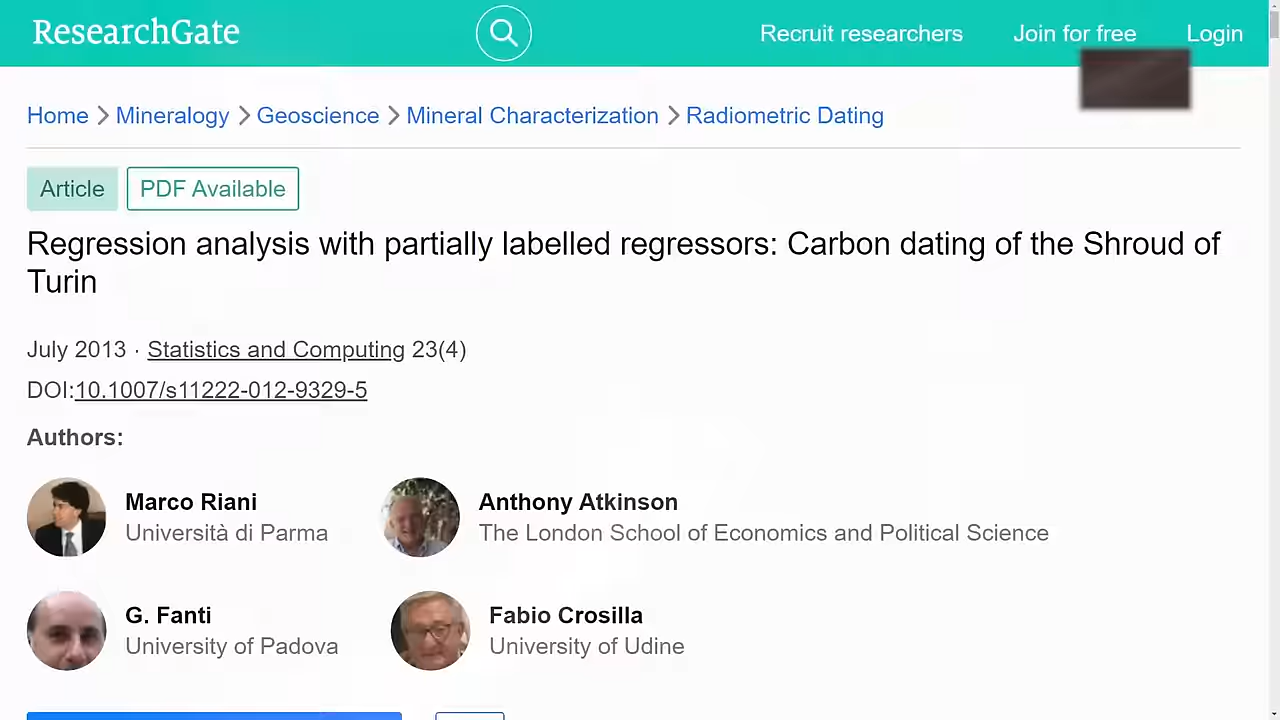 ResearchGate
Recruit researchers Join for free Login
Home > Mineralogy > Geoscience > Mineral Characterization > Radiometric Dating
Article PDF Available
Regression analysis with partially labelled regressors: Carbon dating of the Shroud of
Turin
July 2013 · Statistics and Computing 23(4)
DOI:10.1007/s11222-012-9329-5
Authors:
Marco Riani
Università di Parma
Anthony Atkinson
The London School of Economics and Political Science
G. Fanti
University of Padova
Fabio Crosilla
University of Udine